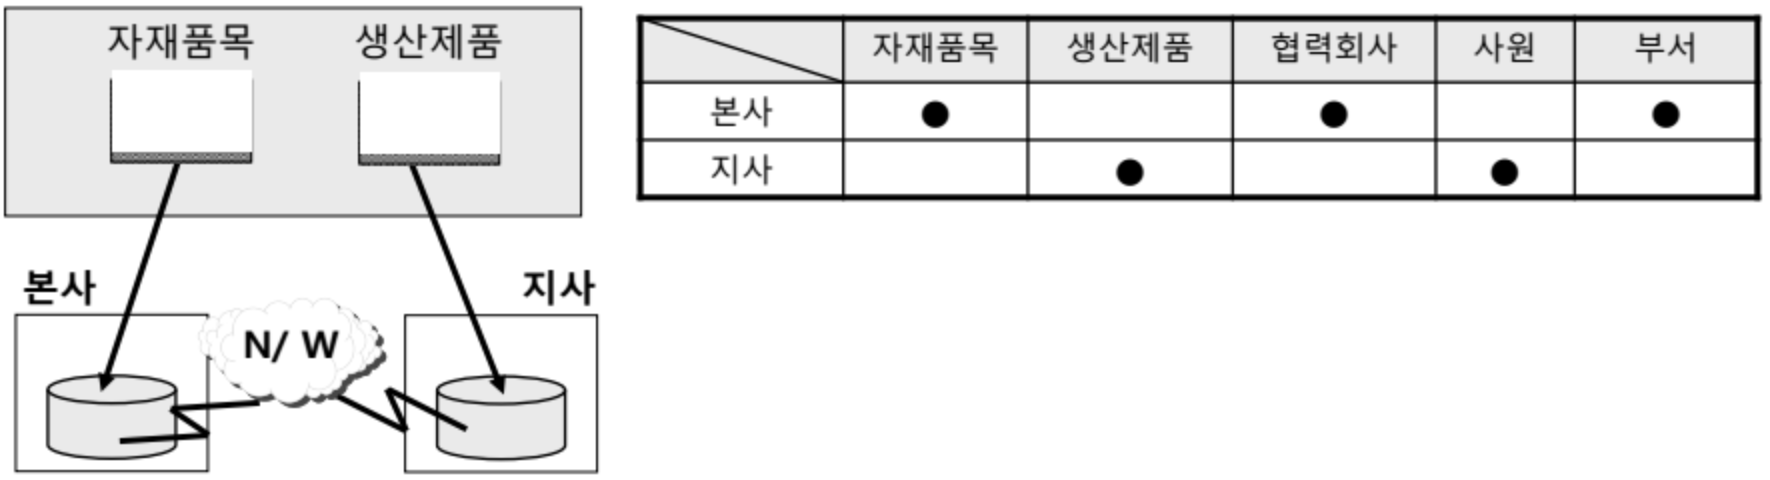 자재품목 생산제품
본사 지사
N/ W
자재품목 생산제품 협력회사 사원 부서
본사 ● ● ●
지사 ● ●